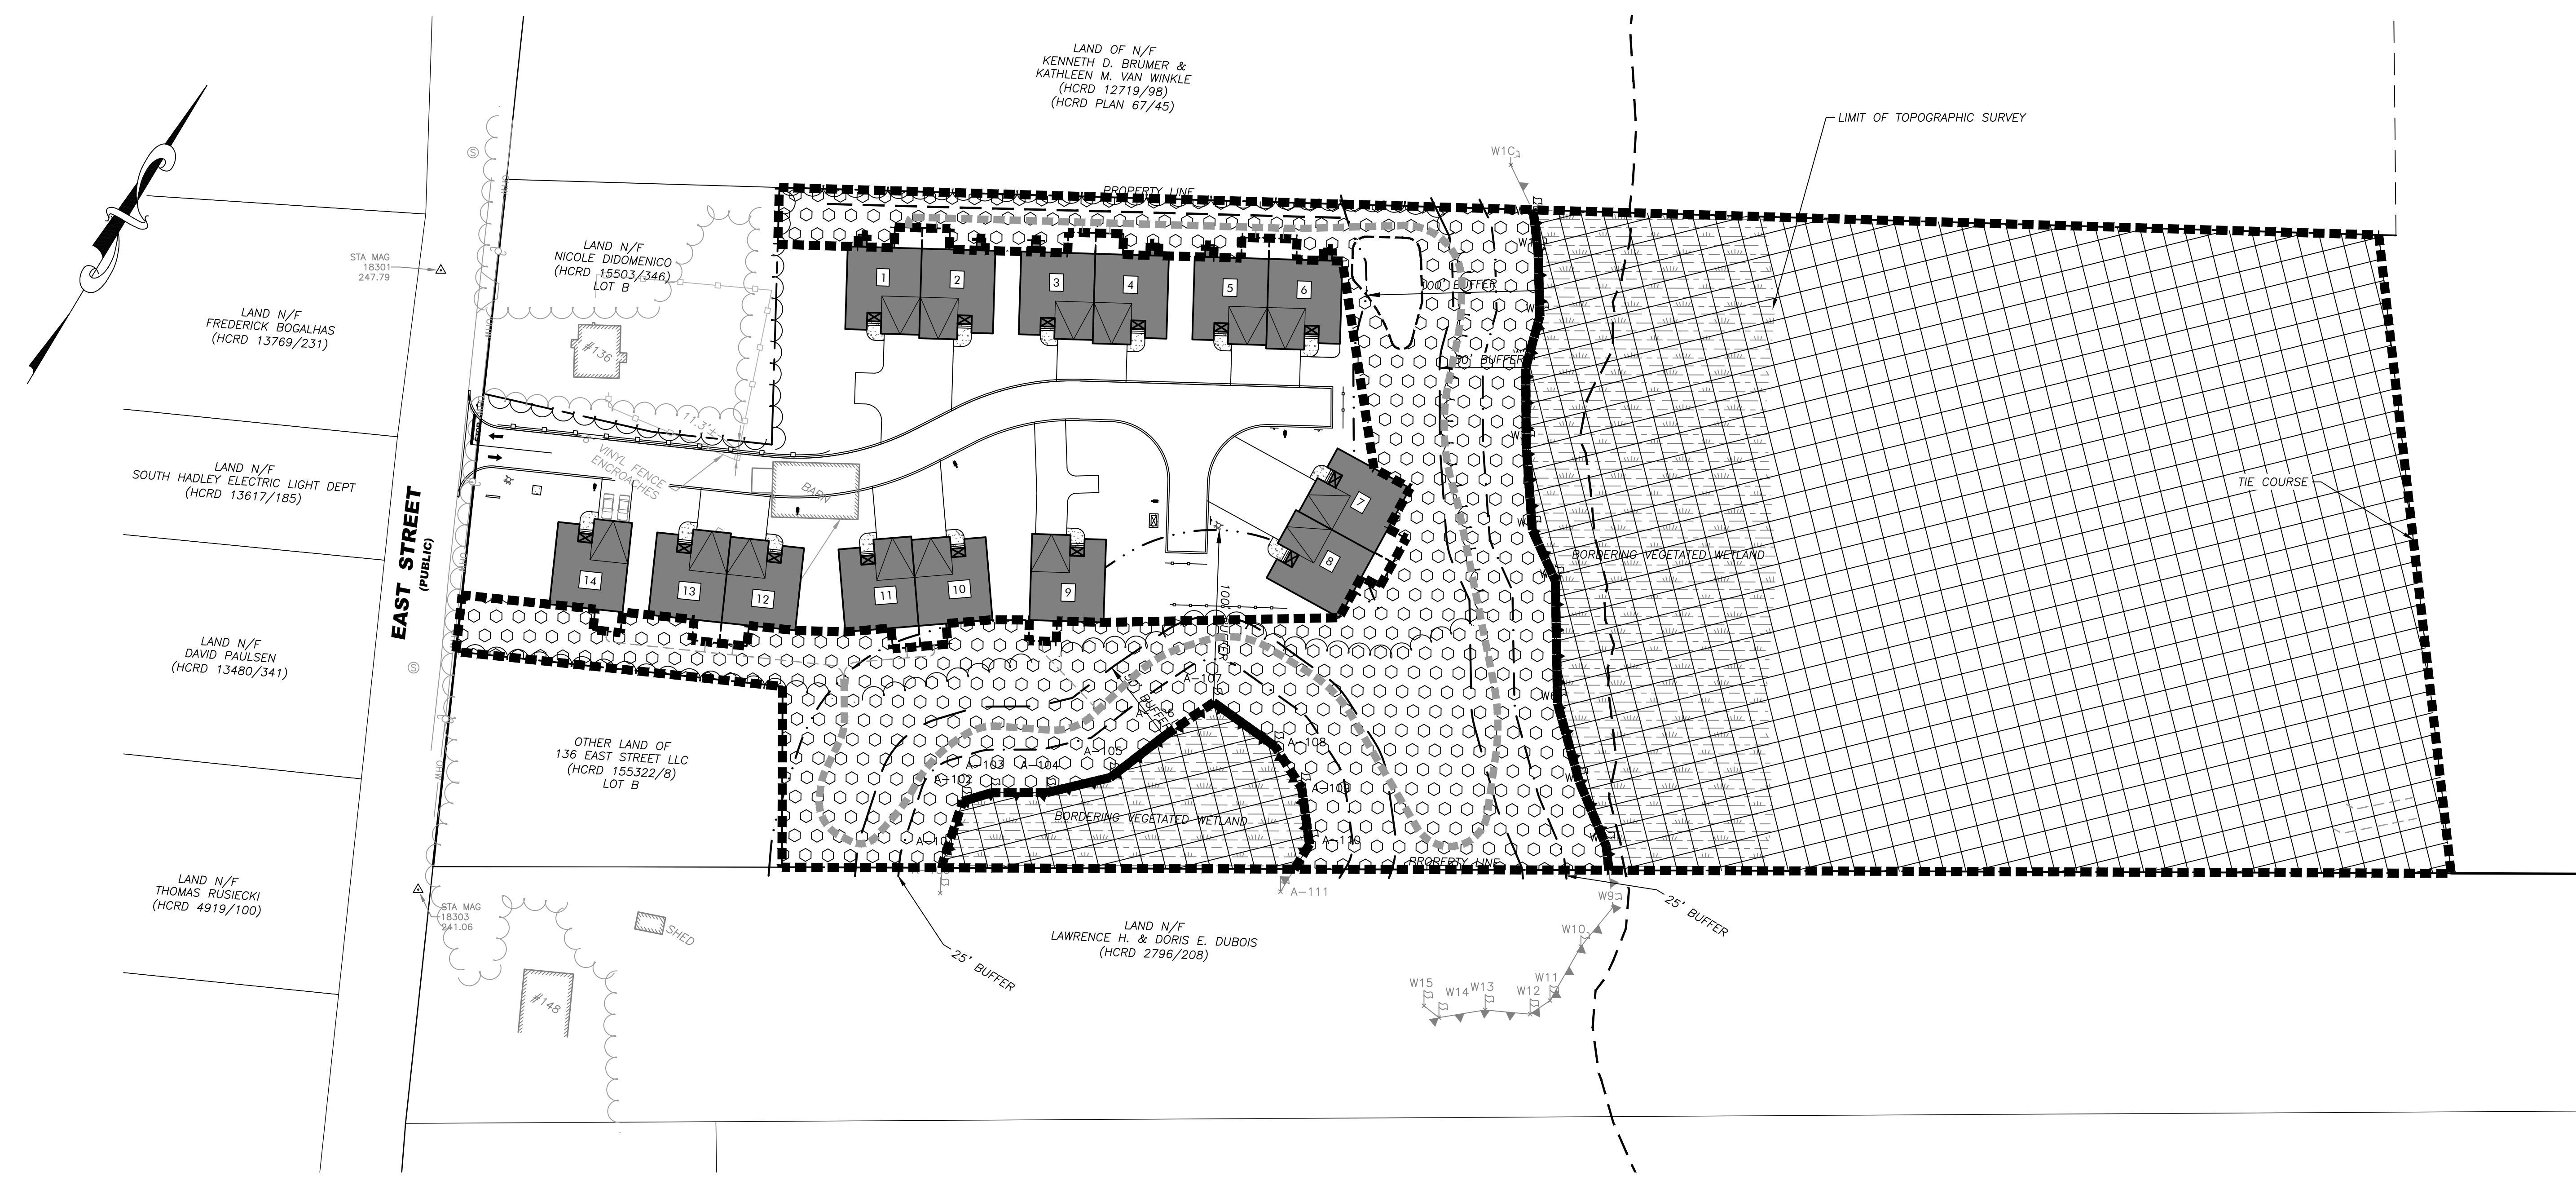 LAND OF N/F
KENNETH D. BRUMER &
KATHLEEN M. VAN WINKLE
(HCRD 12719/98)
(HCRD PLAN 67/45)
LIMIT OF TOPOGRAPHIC SURVEY
W1C
PROPERTY LINE
STA MAG
18301
247.79
LAND N/F
NICOLE DIDOMENICO
(HCRD 15503/346)
LOT B
LAND N/F
FREDERICK BOGALHAS
(HCRD 13769/231)
#136
1
2
3
4
5
6
100' BUFFER
50' BUFFER
11.3'±
6' VINYL FENCE
ENCROACHES
BARN
LAND N/F
SOUTH HADLEY ELECTRIC LIGHT DEPT
(HCRD 13617/185)
EAST STREET
(PUBLIC)
TIE COURSE
7
8
14
13
12
11
10
9
BORDERING VEGETATED WETLAND
100' BUFFER
LAND N/F
DAVID PAULSEN
(HCRD 13480/341)
A-107
50' BUFFER
A-105
A-108
A-103
A-104
A-102
A-109
OTHER LAND OF
136 EAST STREET LLC
(HCRD 155322/8)
LOT B
BORDERING VEGETATED WETLAND
A-110
PROPERTY LINE
LAND N/F
THOMAS RUSIECKI
(HCRD 4919/100)
STA MAG
18303
241.06
A-111
W9
W10
W11
W12
W13
W14
W15
SHED
#148
25' BUFFER
25' BUFFER
LAND N/F
LAWRENCE H. & DORIS E. DUBOIS
(HCRD 2796/208)